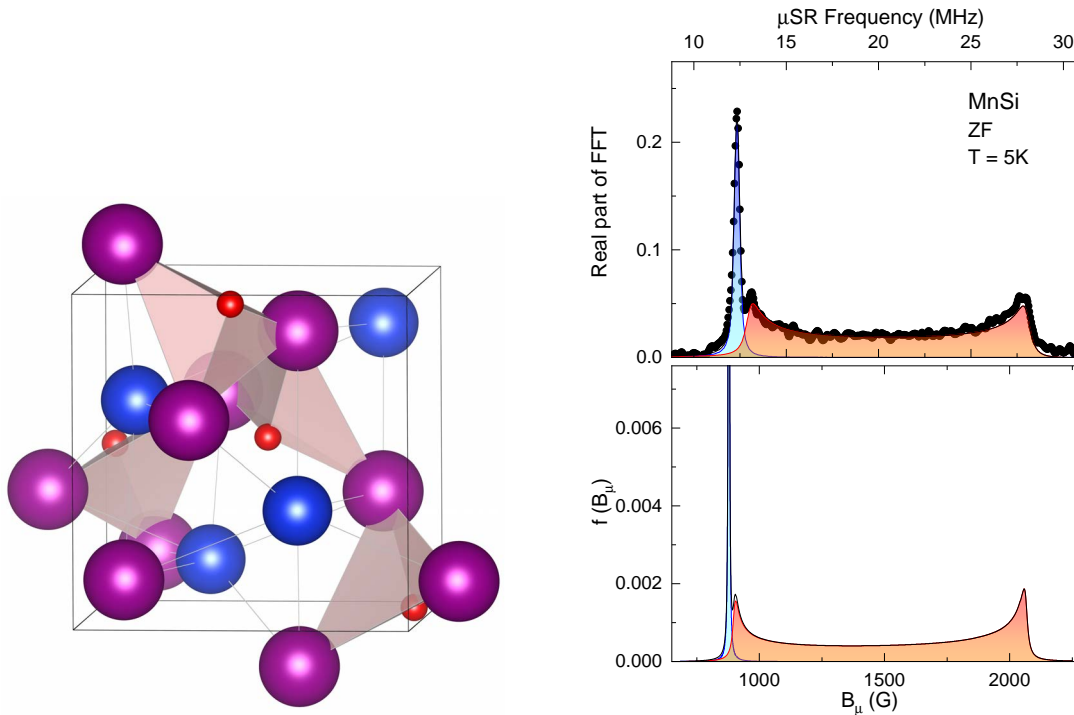 μSR Frequency (MHz)
10 15 20 25 30
Real part of FFT
0.2
0.1
0.0
MnSi
ZF
T = 5K
f (Bμ)
0.006
0.004
0.002
0.000
1000 1500 2000
Bμ (G)